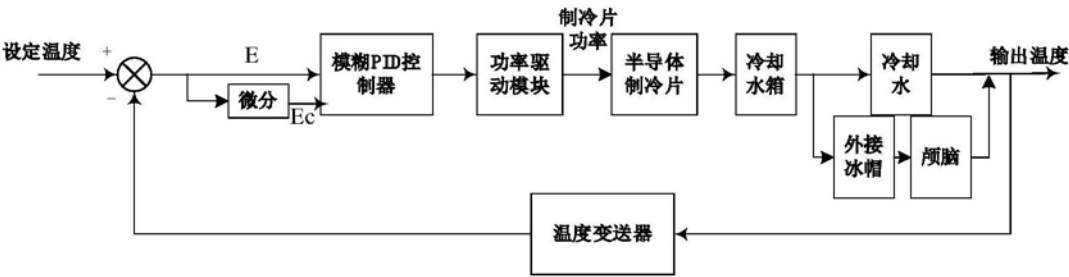 设定温度
+
−
E
微分
Ec
模糊PID控
制器
功率驱
动模块
制冷片
功率
半导体
制冷片
冷却
水箱
冷却
水
外接
冰帽
颅脑
输出温度
温度变送器